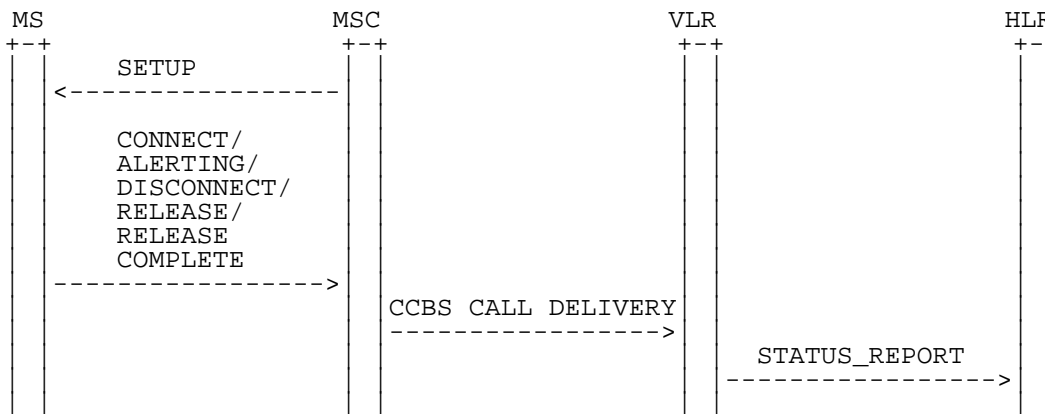 MS MSC VLR HLR
SETUP
CONNECT/
ALERTING/
DISCONNECT/
RELEASE/
RELEASE
COMPLETE
CCBS CALL DELIVERY
STATUS_REPORT